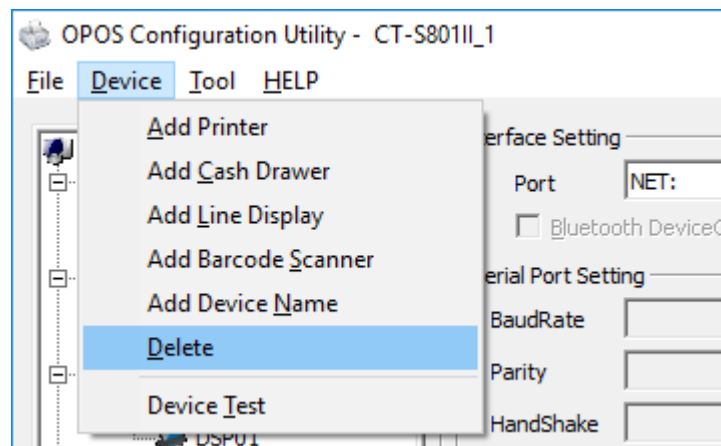 OPOS Configuration Utility - CT-S801II_1
File Device Tool HELP
Add Printer
Add Cash Drawer
Add Line Display
Add Barcode Scanner
Add Device Name
Delete
Device Test
erface Setting
Port NET:
Bluetooth Device
erial Port Setting
BaudRate
Parity
HandShake
DSP01